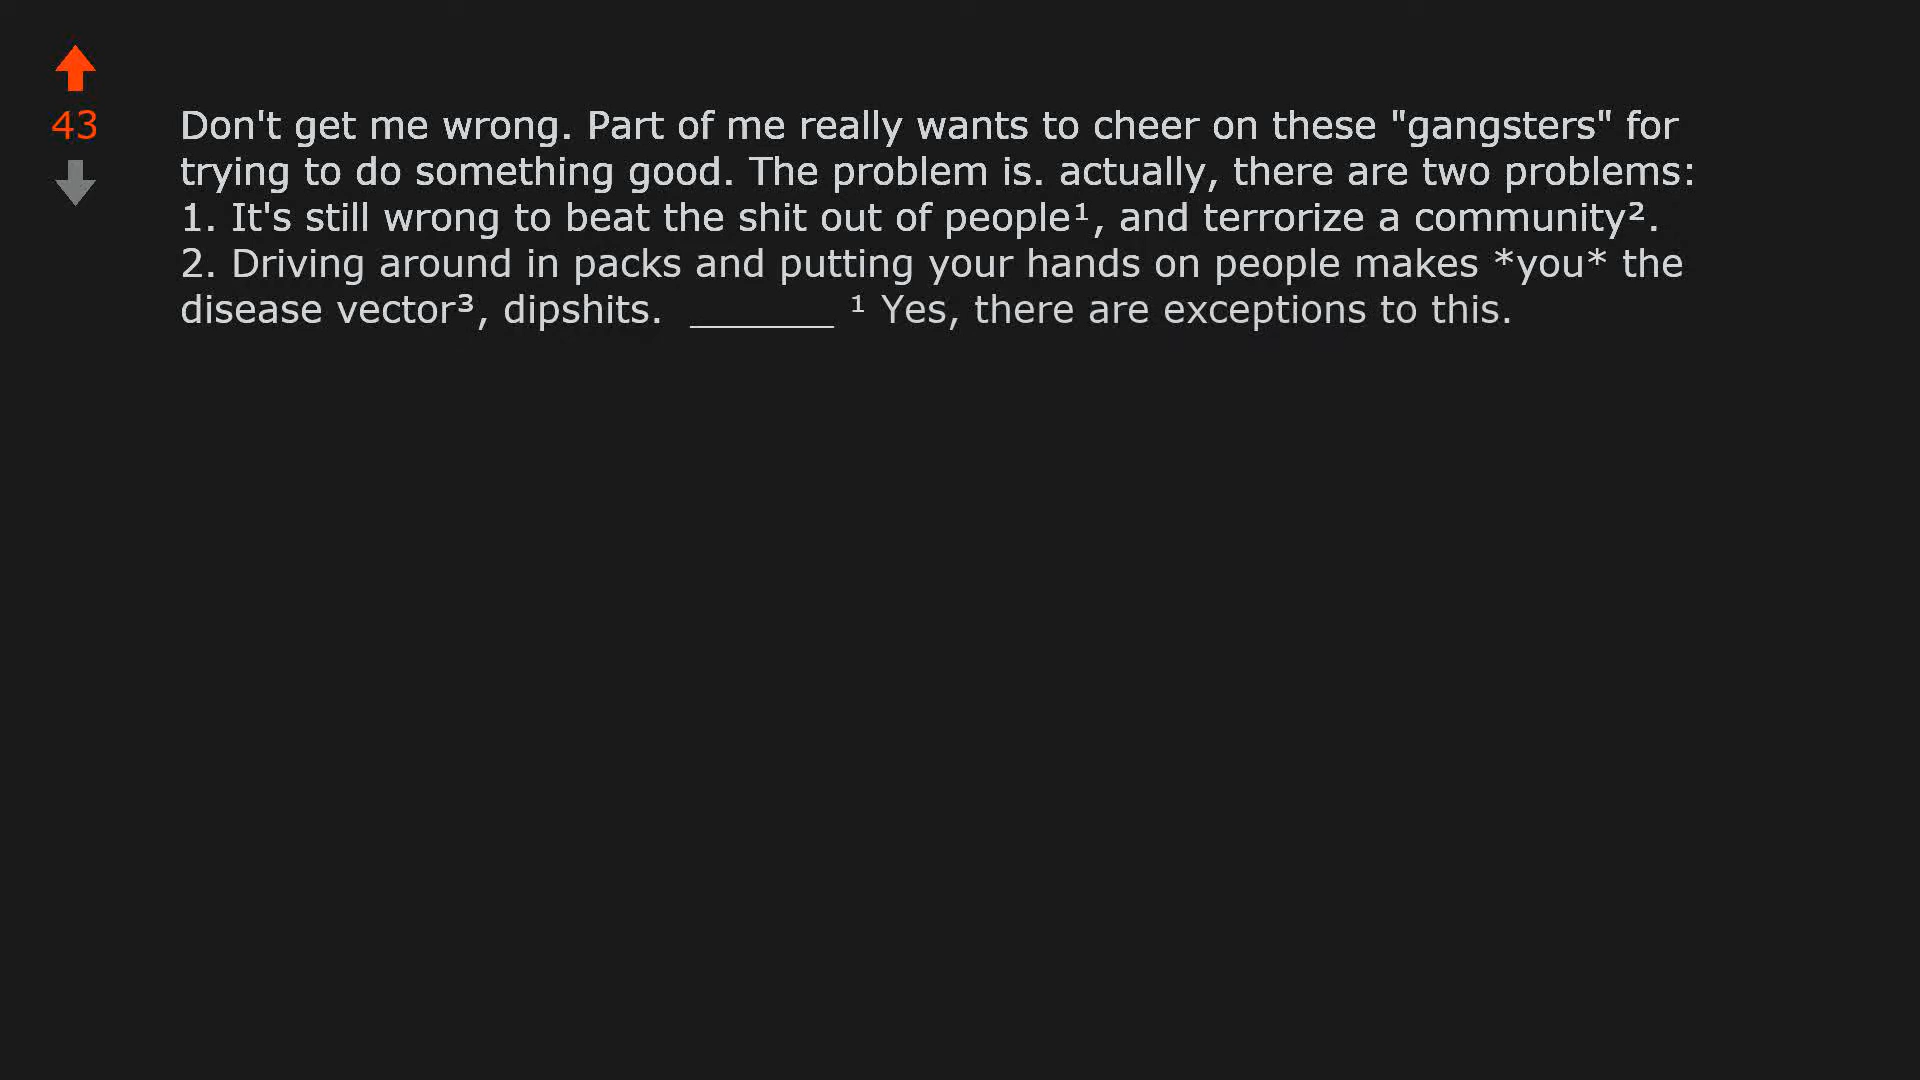 43
Don't get me wrong. Part of me really wants to cheer on these "gangsters" for
trying to do something good. The problem is. actually, there are two problems:
1. It's still wrong to beat the shit out of people¹, and terrorize a community².
2. Driving around in packs and putting your hands on people makes *you* the
disease vector³, dipshits.  _______ ¹ Yes, there are exceptions to this.